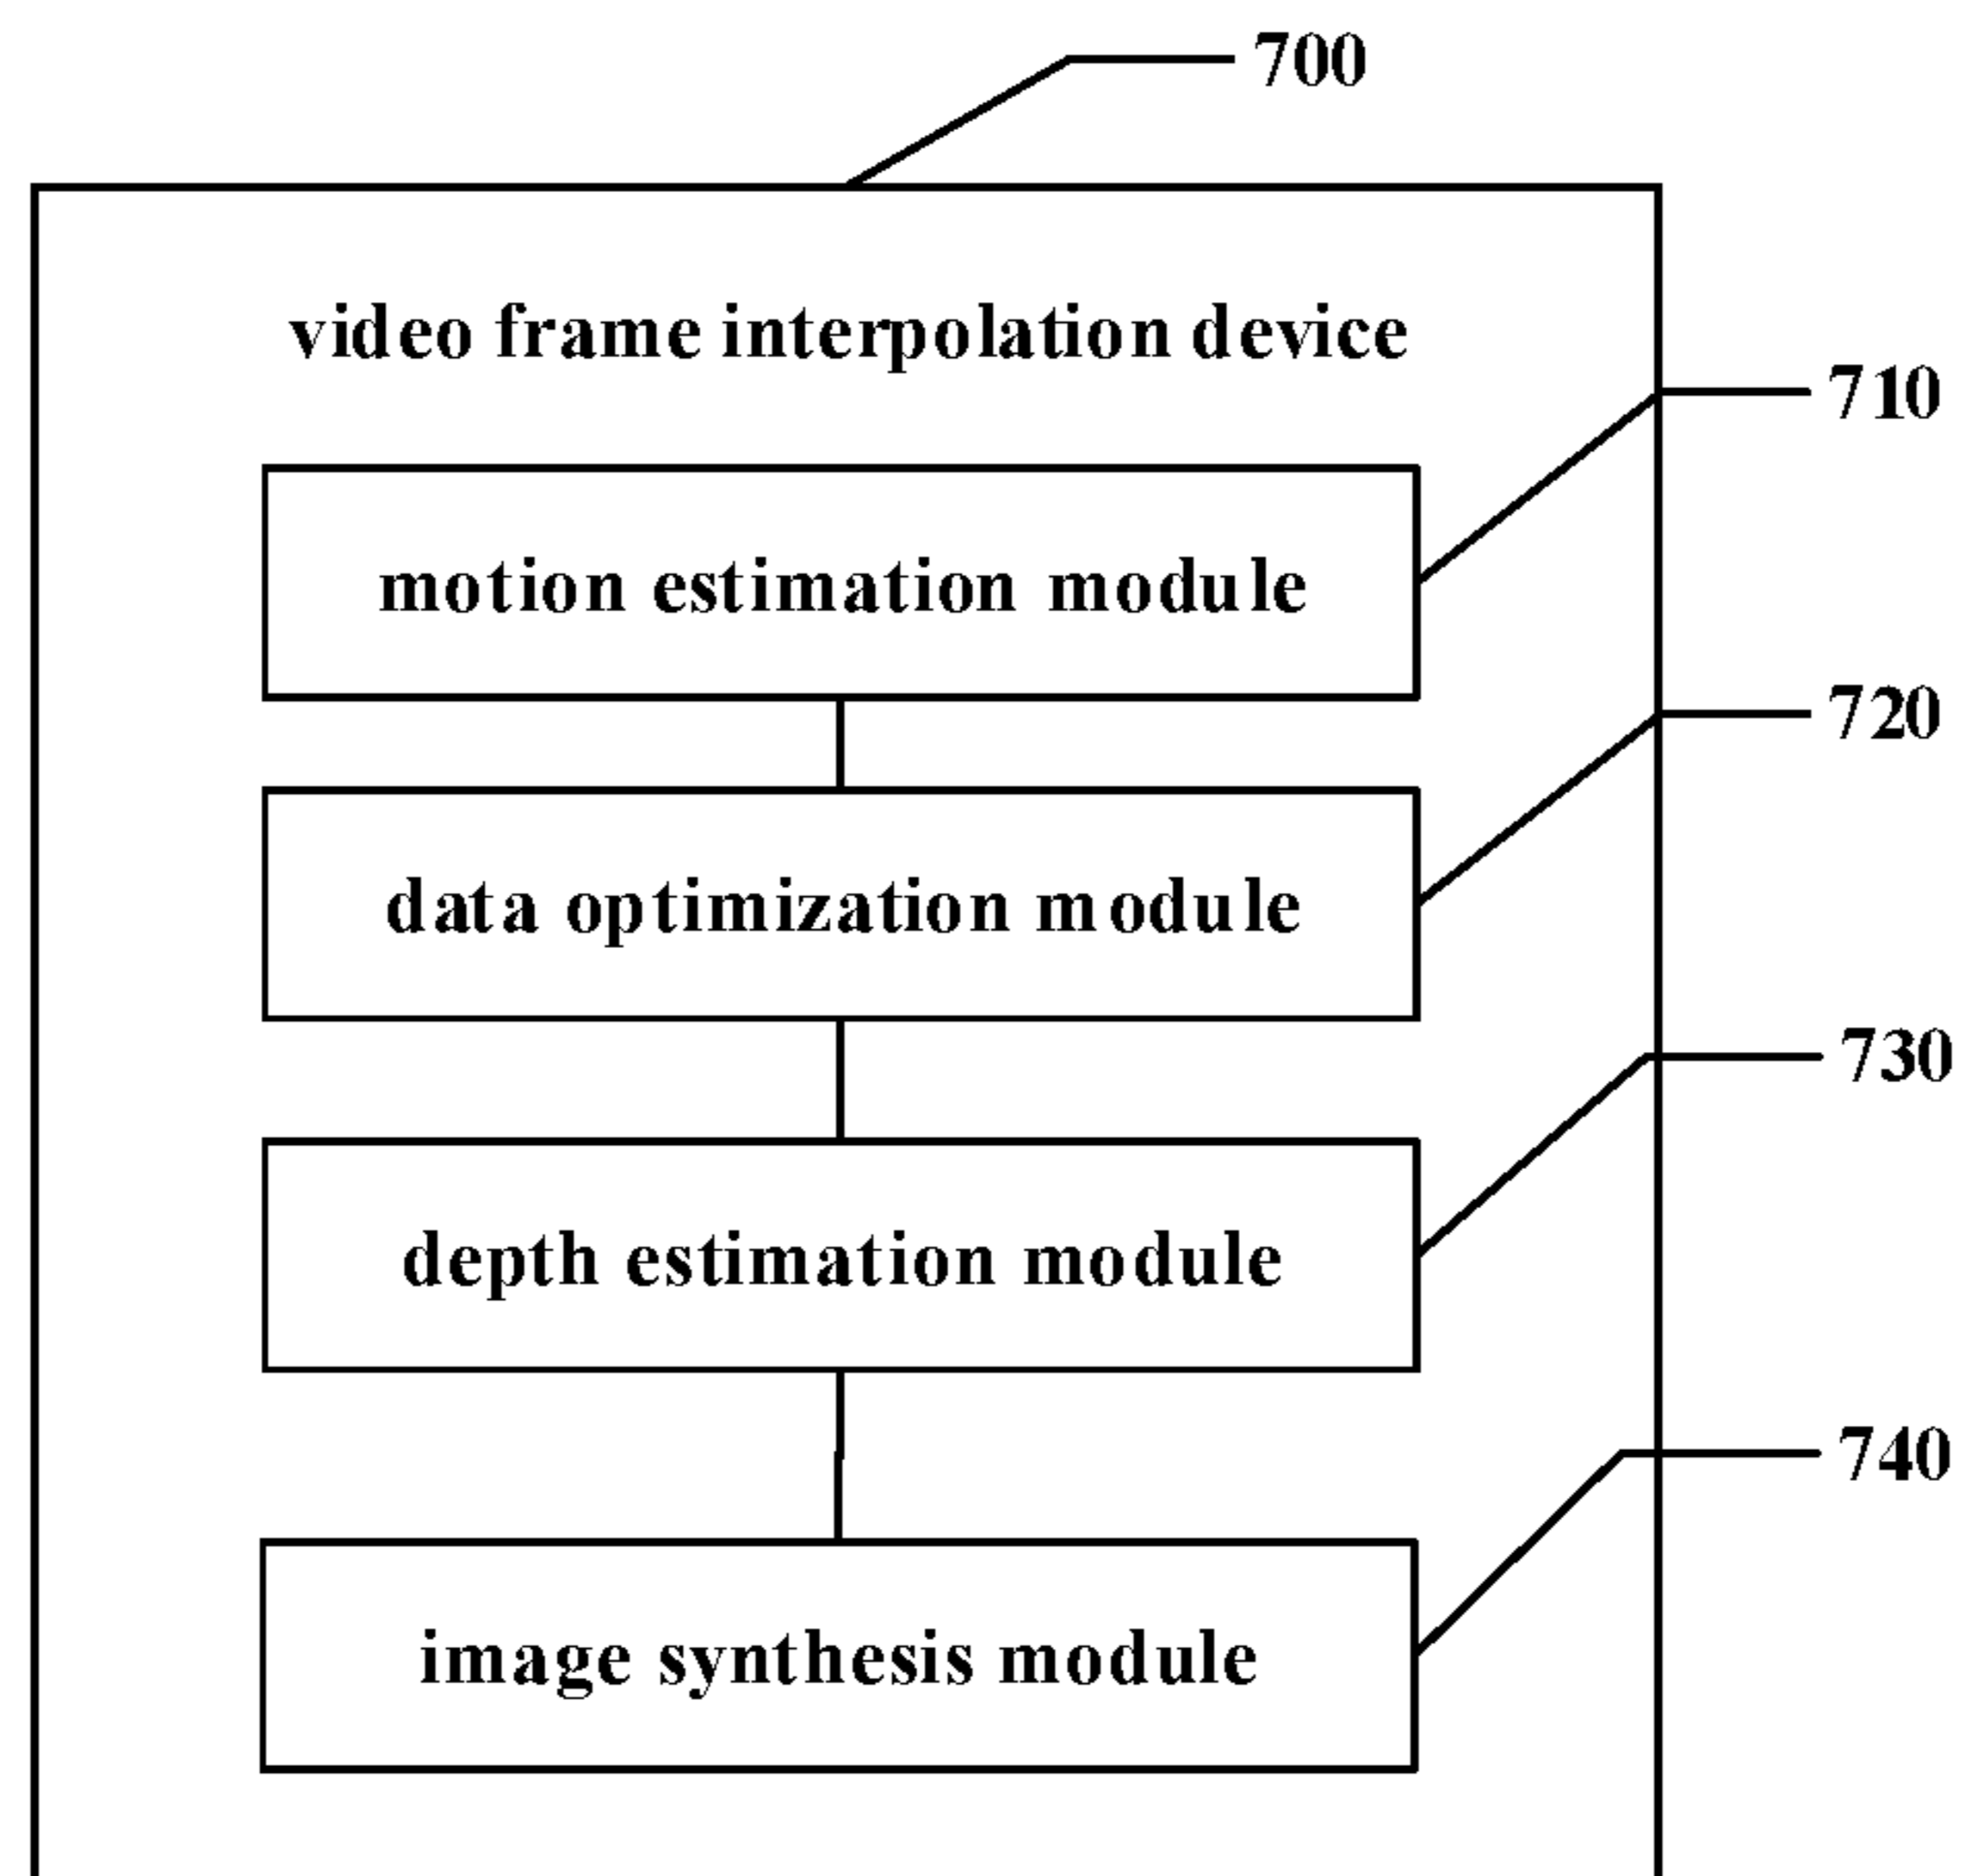 700
video frame interpolation device
710
motion estimation module
720
data optimization module
730
depth estimation module
740
image synthesis module